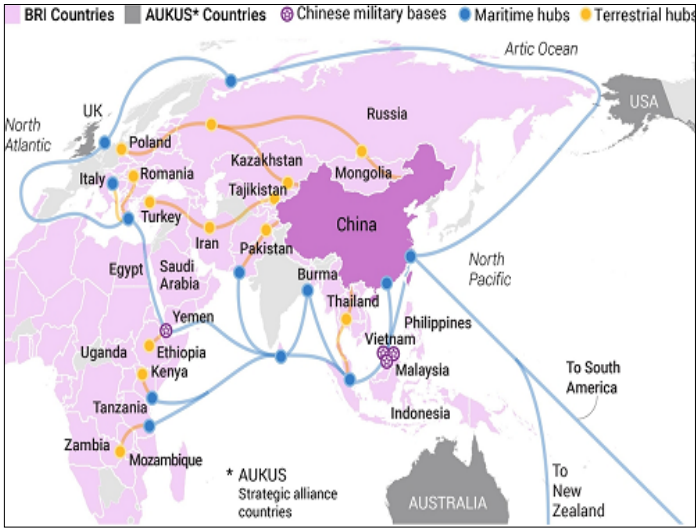 BRI Countries AUKUS* Countries Chinese military bases Maritime hubs Terrestrial hubs
Artic Ocean
UK
USA
North
Atlantic
Russia
Poland
Kazakhstan
Italy
Romania
Mongolia
Tajikistan
Turkey
China
Iran
Pakistan
Egypt
Saudi
Arabia
Burma
North
Pacific
Thailand
Yemen
Philippines
Vietnam
Uganda
Ethiopia
Kenya
Malaysia
To South
America
Tanzania
Indonesia
Zambia
Mozambique
* AUKUS
Strategic alliance
countries
AUSTRALIA
To
New
Zealand